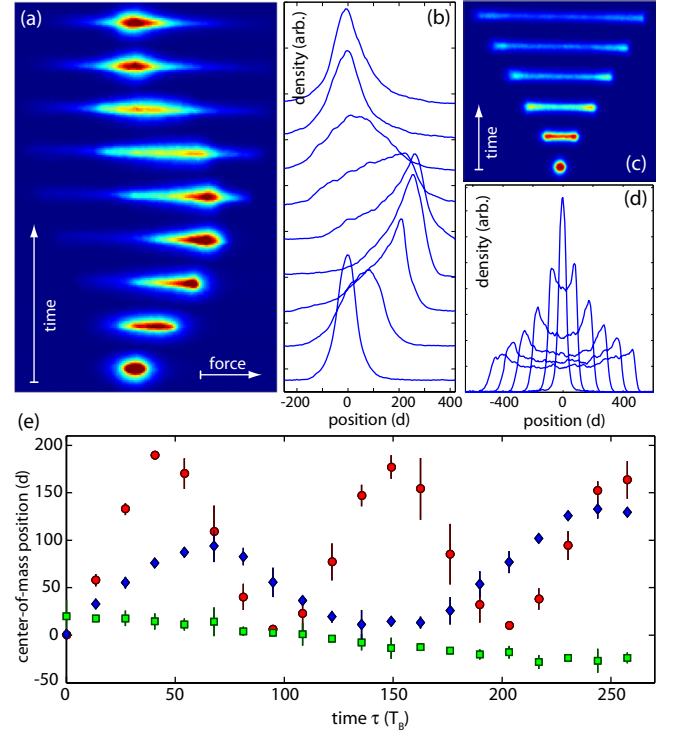 (a)
time
force
(b)
density (arb.)
-200 0 200 400
position (d)
(c)
time
(d)
density (arb.)
-400 0 400
position (d)
(e)
center-of-mass position (d)
200
150
100
50
0
-50
0 50 100 150 200 250
time τ (T_B)